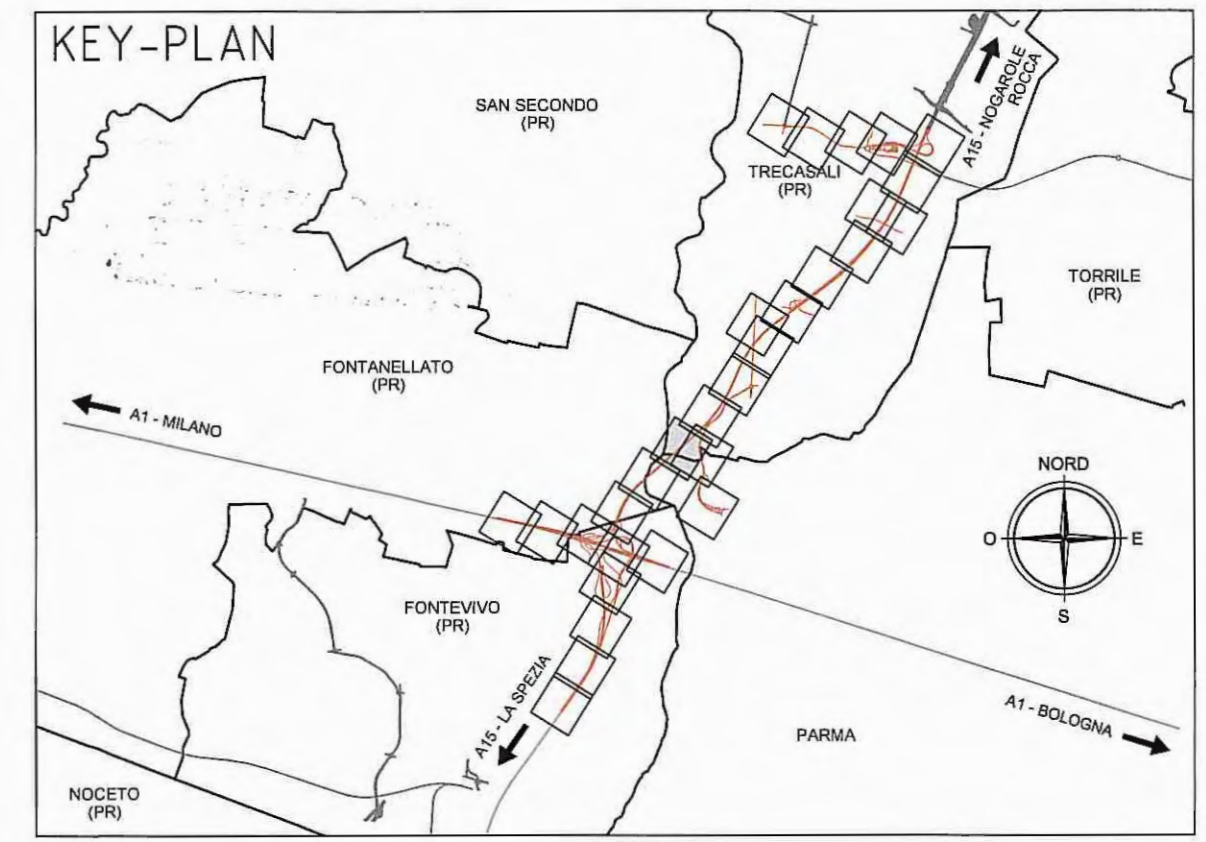 KEY-PLAN
SAN SECONDO
(PR)
A15 - NOGAROLE
ROCCA
TRECASALI
(PR)
TORRILE
(PR)
FONTANELLATO
(PR)
A1 - MILANO
NORD
O
E
S
FONTEVIVO
(PR)
A15 - LA SPEZIA
A1 - BOLOGNA
PARMA
NOCETO
(PR)